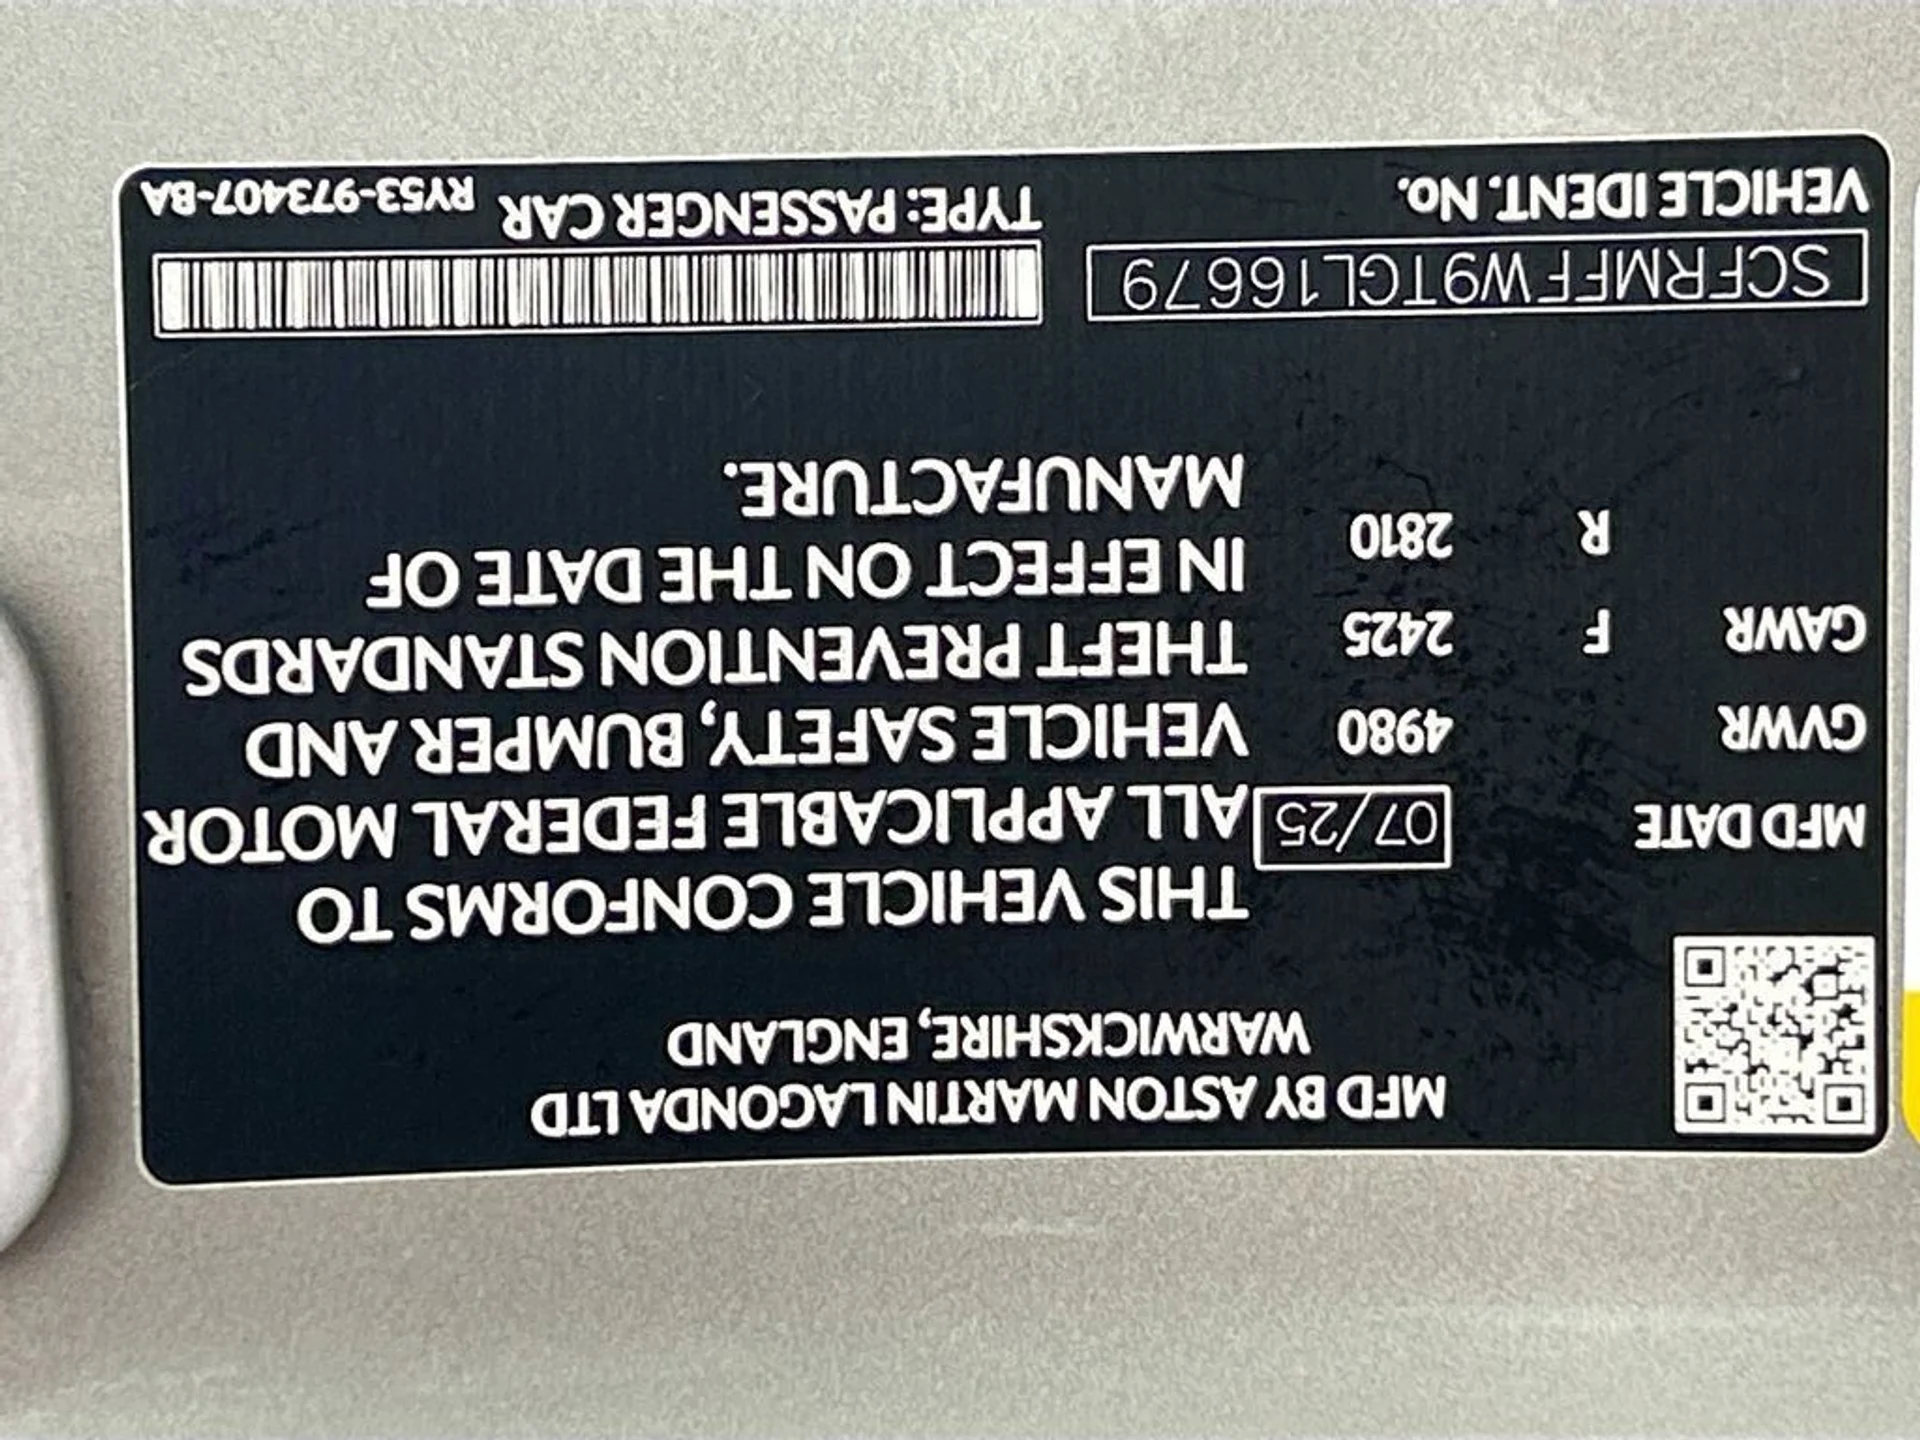 MFD BY ASTON MARTIN LAGONDA LTD
WARWICKSHIRE, ENGLAND
THIS VEHICLE CONFORMS TO
MFD DATE 07/25 ALL APPLICABLE FEDERAL MOTOR
GVWR 4980 VEHICLE SAFETY, BUMPER AND
GAWR F 2425 THEFT PREVENTION STANDARDS
R 2810 IN EFFECT ON THE DATE OF
MANUFACTURE.
SCFRMFFW9TGL16679
VEHICLE IDENT. No. TYPE: PASSENGER CAR RY53-973407-BA